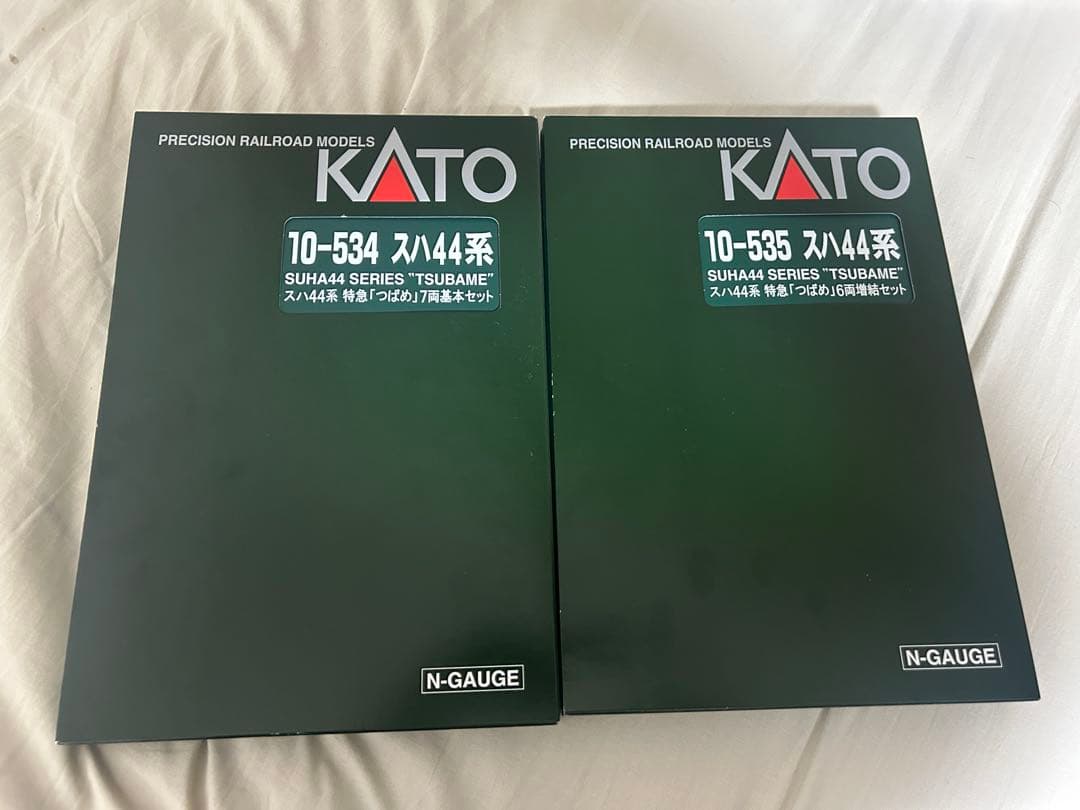 PRECISION RAILROAD MODELS
KATO
10-534 スハ44系
SUHA44 SERIES "TSUBAME"
スハ44系 特急「つばめ」7両基本セット
N-GAUGE
PRECISION RAILROAD MODELS
KATO
10-535 スハ44系
SUHA44 SERIES "TSUBAME"
スハ44系 特急「つばめ」6両増結セット
N-GAUGE